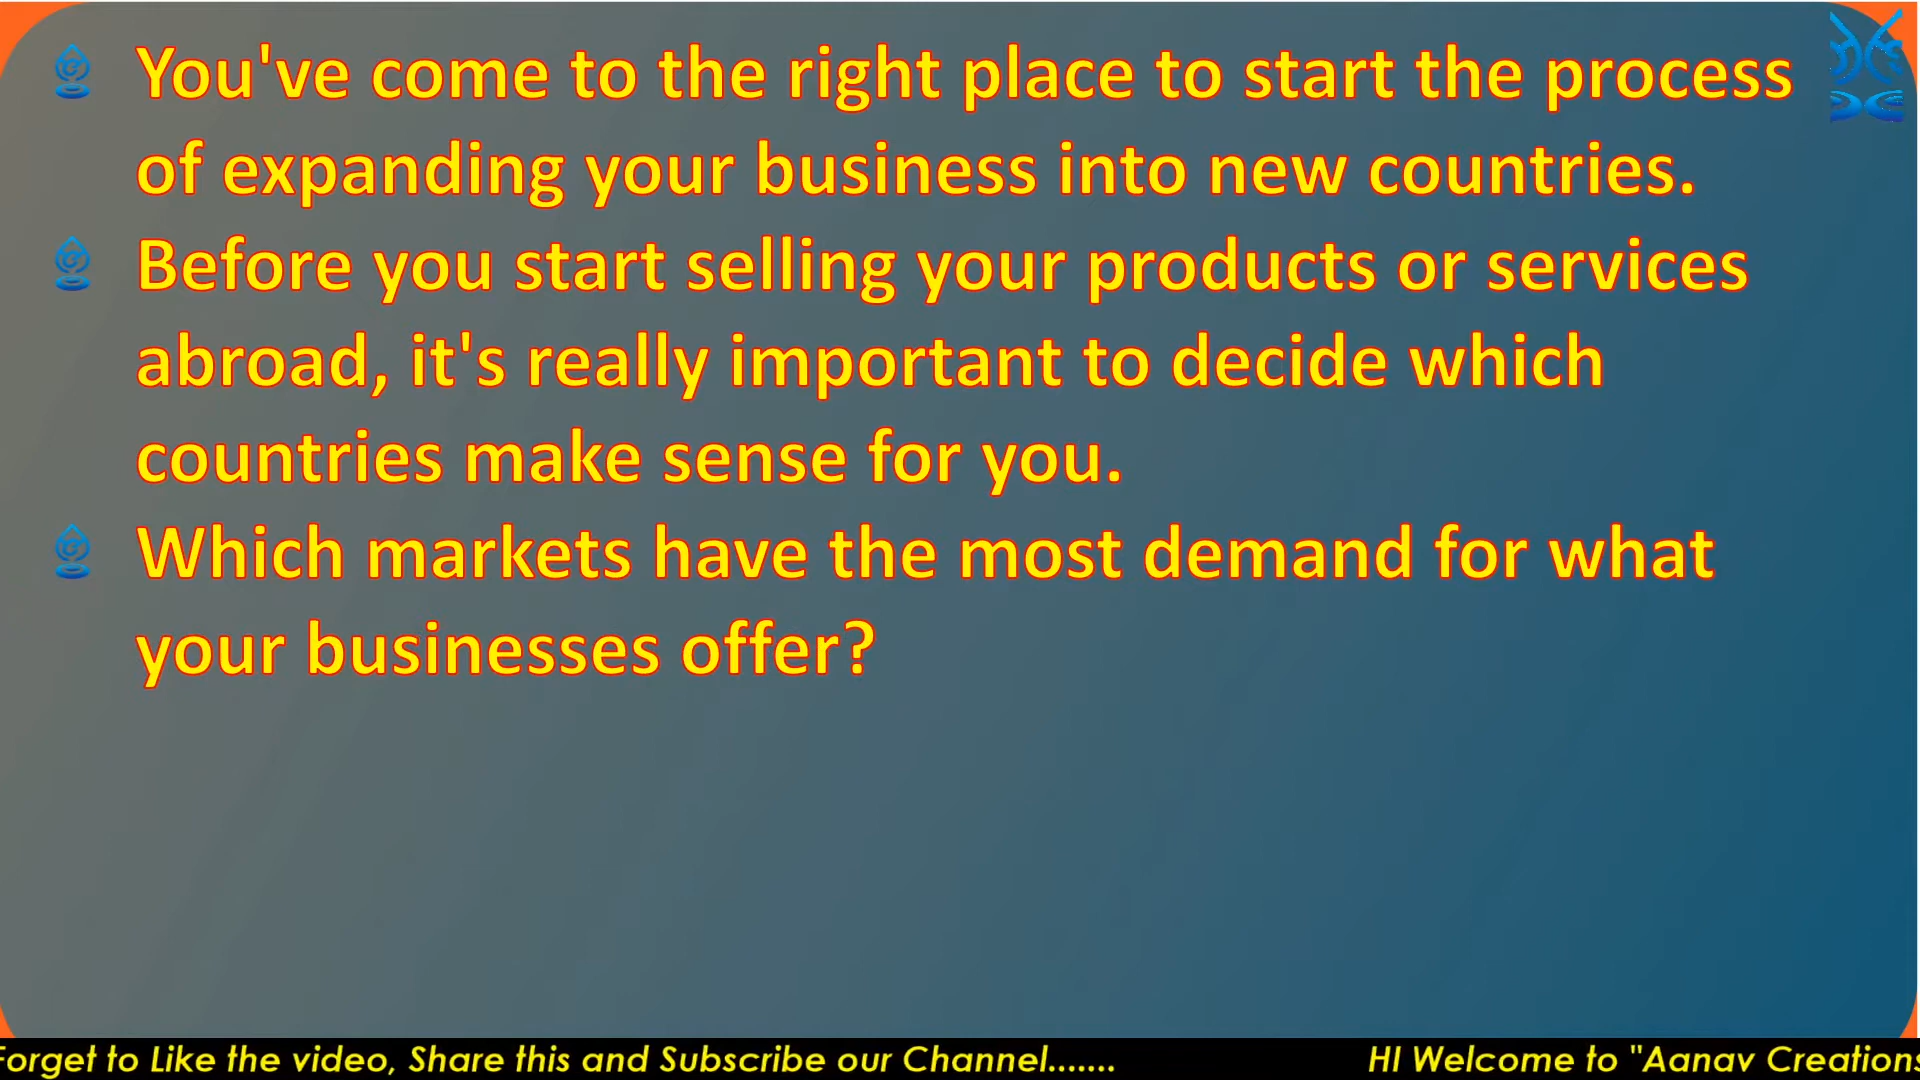 You've come to the right place to start the process
of expanding your business into new countries.
Before you start selling your products or services
abroad, it's really important to decide which
countries make sense for you.
Which markets have the most demand for what
your businesses offer?
Forget to Like the video, Share this and Subscribe our Channel....... HI Welcome to "Aanav Creations